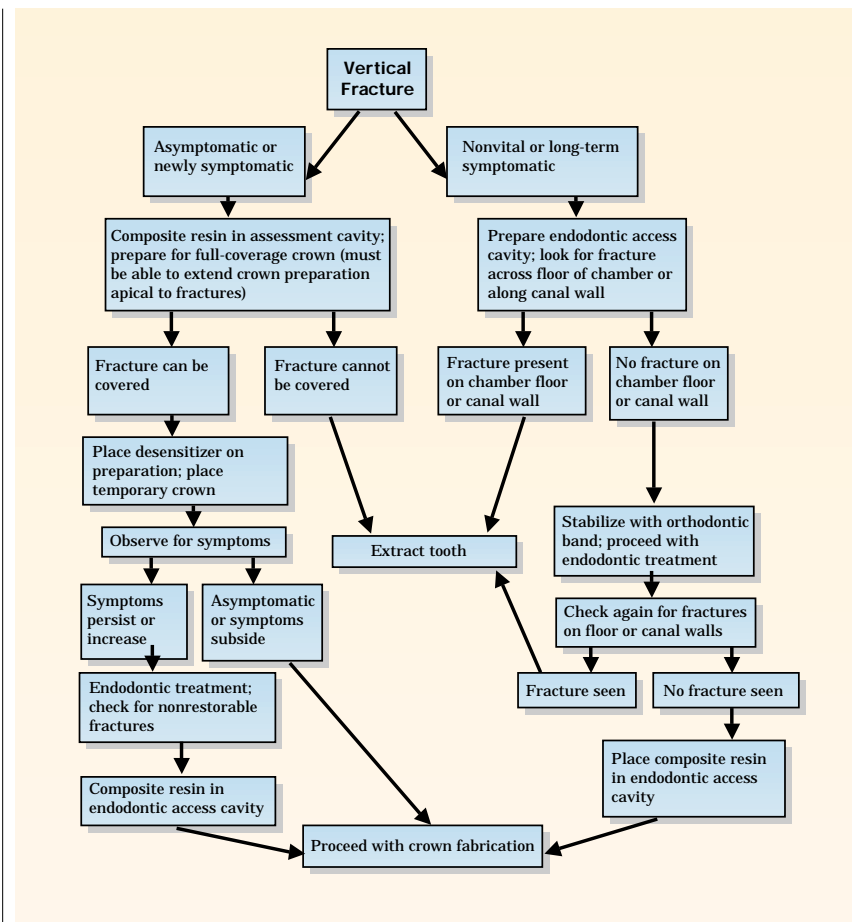 Vertical
Fracture
Asymptomatic or
newly symptomatic
Nonvital or long-term
symptomatic
Composite resin in assessment cavity;
prepare for full-coverage crown (must
be able to extend crown preparation
apical to fractures)
Prepare endodontic access
cavity; look for fracture
across floor of chamber or
along canal wall
Fracture can be
covered
Fracture cannot
be covered
Fracture present
on chamber floor
or canal wall
No fracture on
chamber floor
or canal wall
Place desensitizer on
preparation; place
temporary crown
Observe for symptoms
Extract tooth
Stabilize with orthodontic
band; proceed with
endodontic treatment
Symptoms
persist or
increase
Asymptomatic
or symptoms
subside
Check again for fractures
on floor or canal walls
Endodontic treatment;
check for nonrestorable
fractures
Fracture seen
No fracture seen
Composite resin in
endodontic access cavity
Place composite resin
in endodontic access
cavity
Proceed with crown fabrication